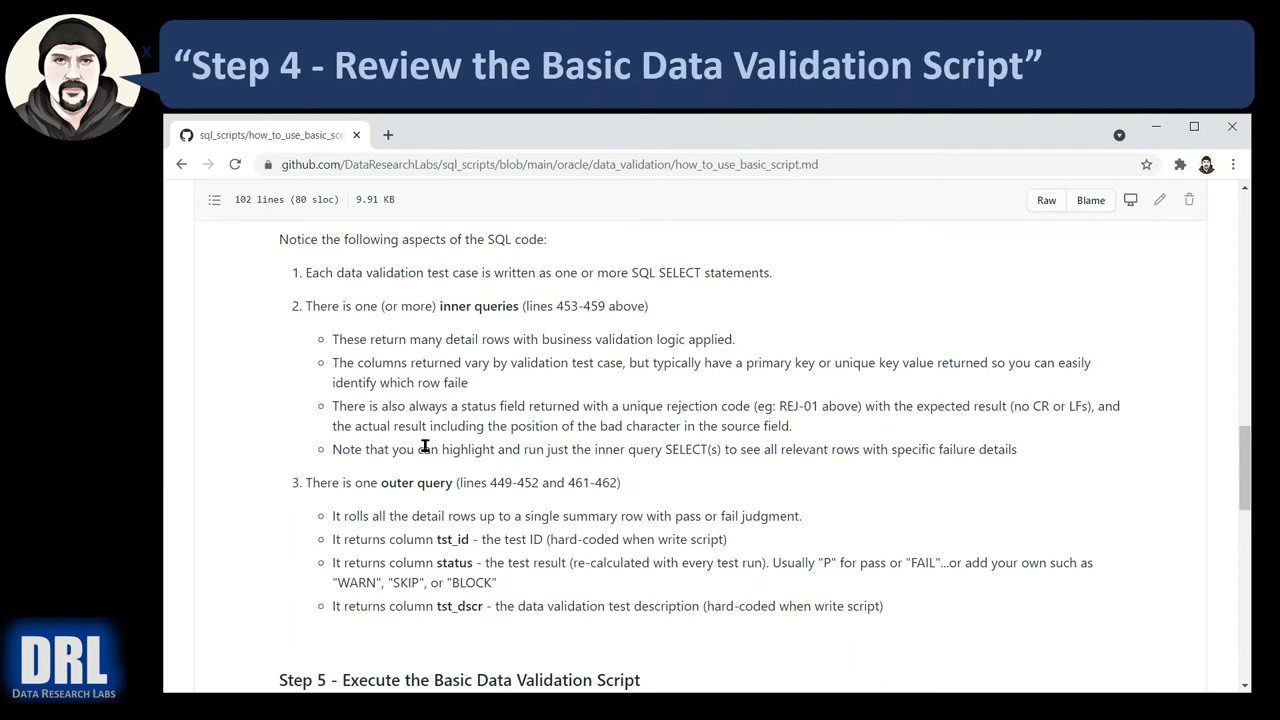 X
“Step 4 - Review the Basic Data Validation Script”
sql_scripts/how_to_use_basic_scri
github.com/DataResearchLabs/sql_scripts/blob/main/oracle/data_validation/how_to_use_basic_script.md
102 lines (80 sloc) | 9.91 KB
Raw
Blame
Notice the following aspects of the SQL code:
1. Each data validation test case is written as one or more SQL SELECT statements.
2. There is one (or more) inner queries (lines 453-459 above)
These return many detail rows with business validation logic applied.
The columns returned vary by validation test case, but typically have a primary key or unique key value returned so you can easily
identify which row faile
There is also always a status field returned with a unique rejection code (eg: REJ-01 above) with the expected result (no CR or LFs), and
the actual result including the position of the bad character in the source field.
Note that you can highlight and run just the inner query SELECT(s) to see all relevant rows with specific failure details
3. There is one outer query (lines 449-452 and 461-462)
It rolls all the detail rows up to a single summary row with pass or fail judgment.
It returns column tst_id - the test ID (hard-coded when write script)
It returns column status - the test result (re-calculated with every test run). Usually "P" for pass or "FAIL"...or add your own such as
"WARN", "SKIP", or "BLOCK"
It returns column tst_dscr - the data validation test description (hard-coded when write script)
Step 5 - Execute the Basic Data Validation Script
DRL
DATA RESEARCH LABS